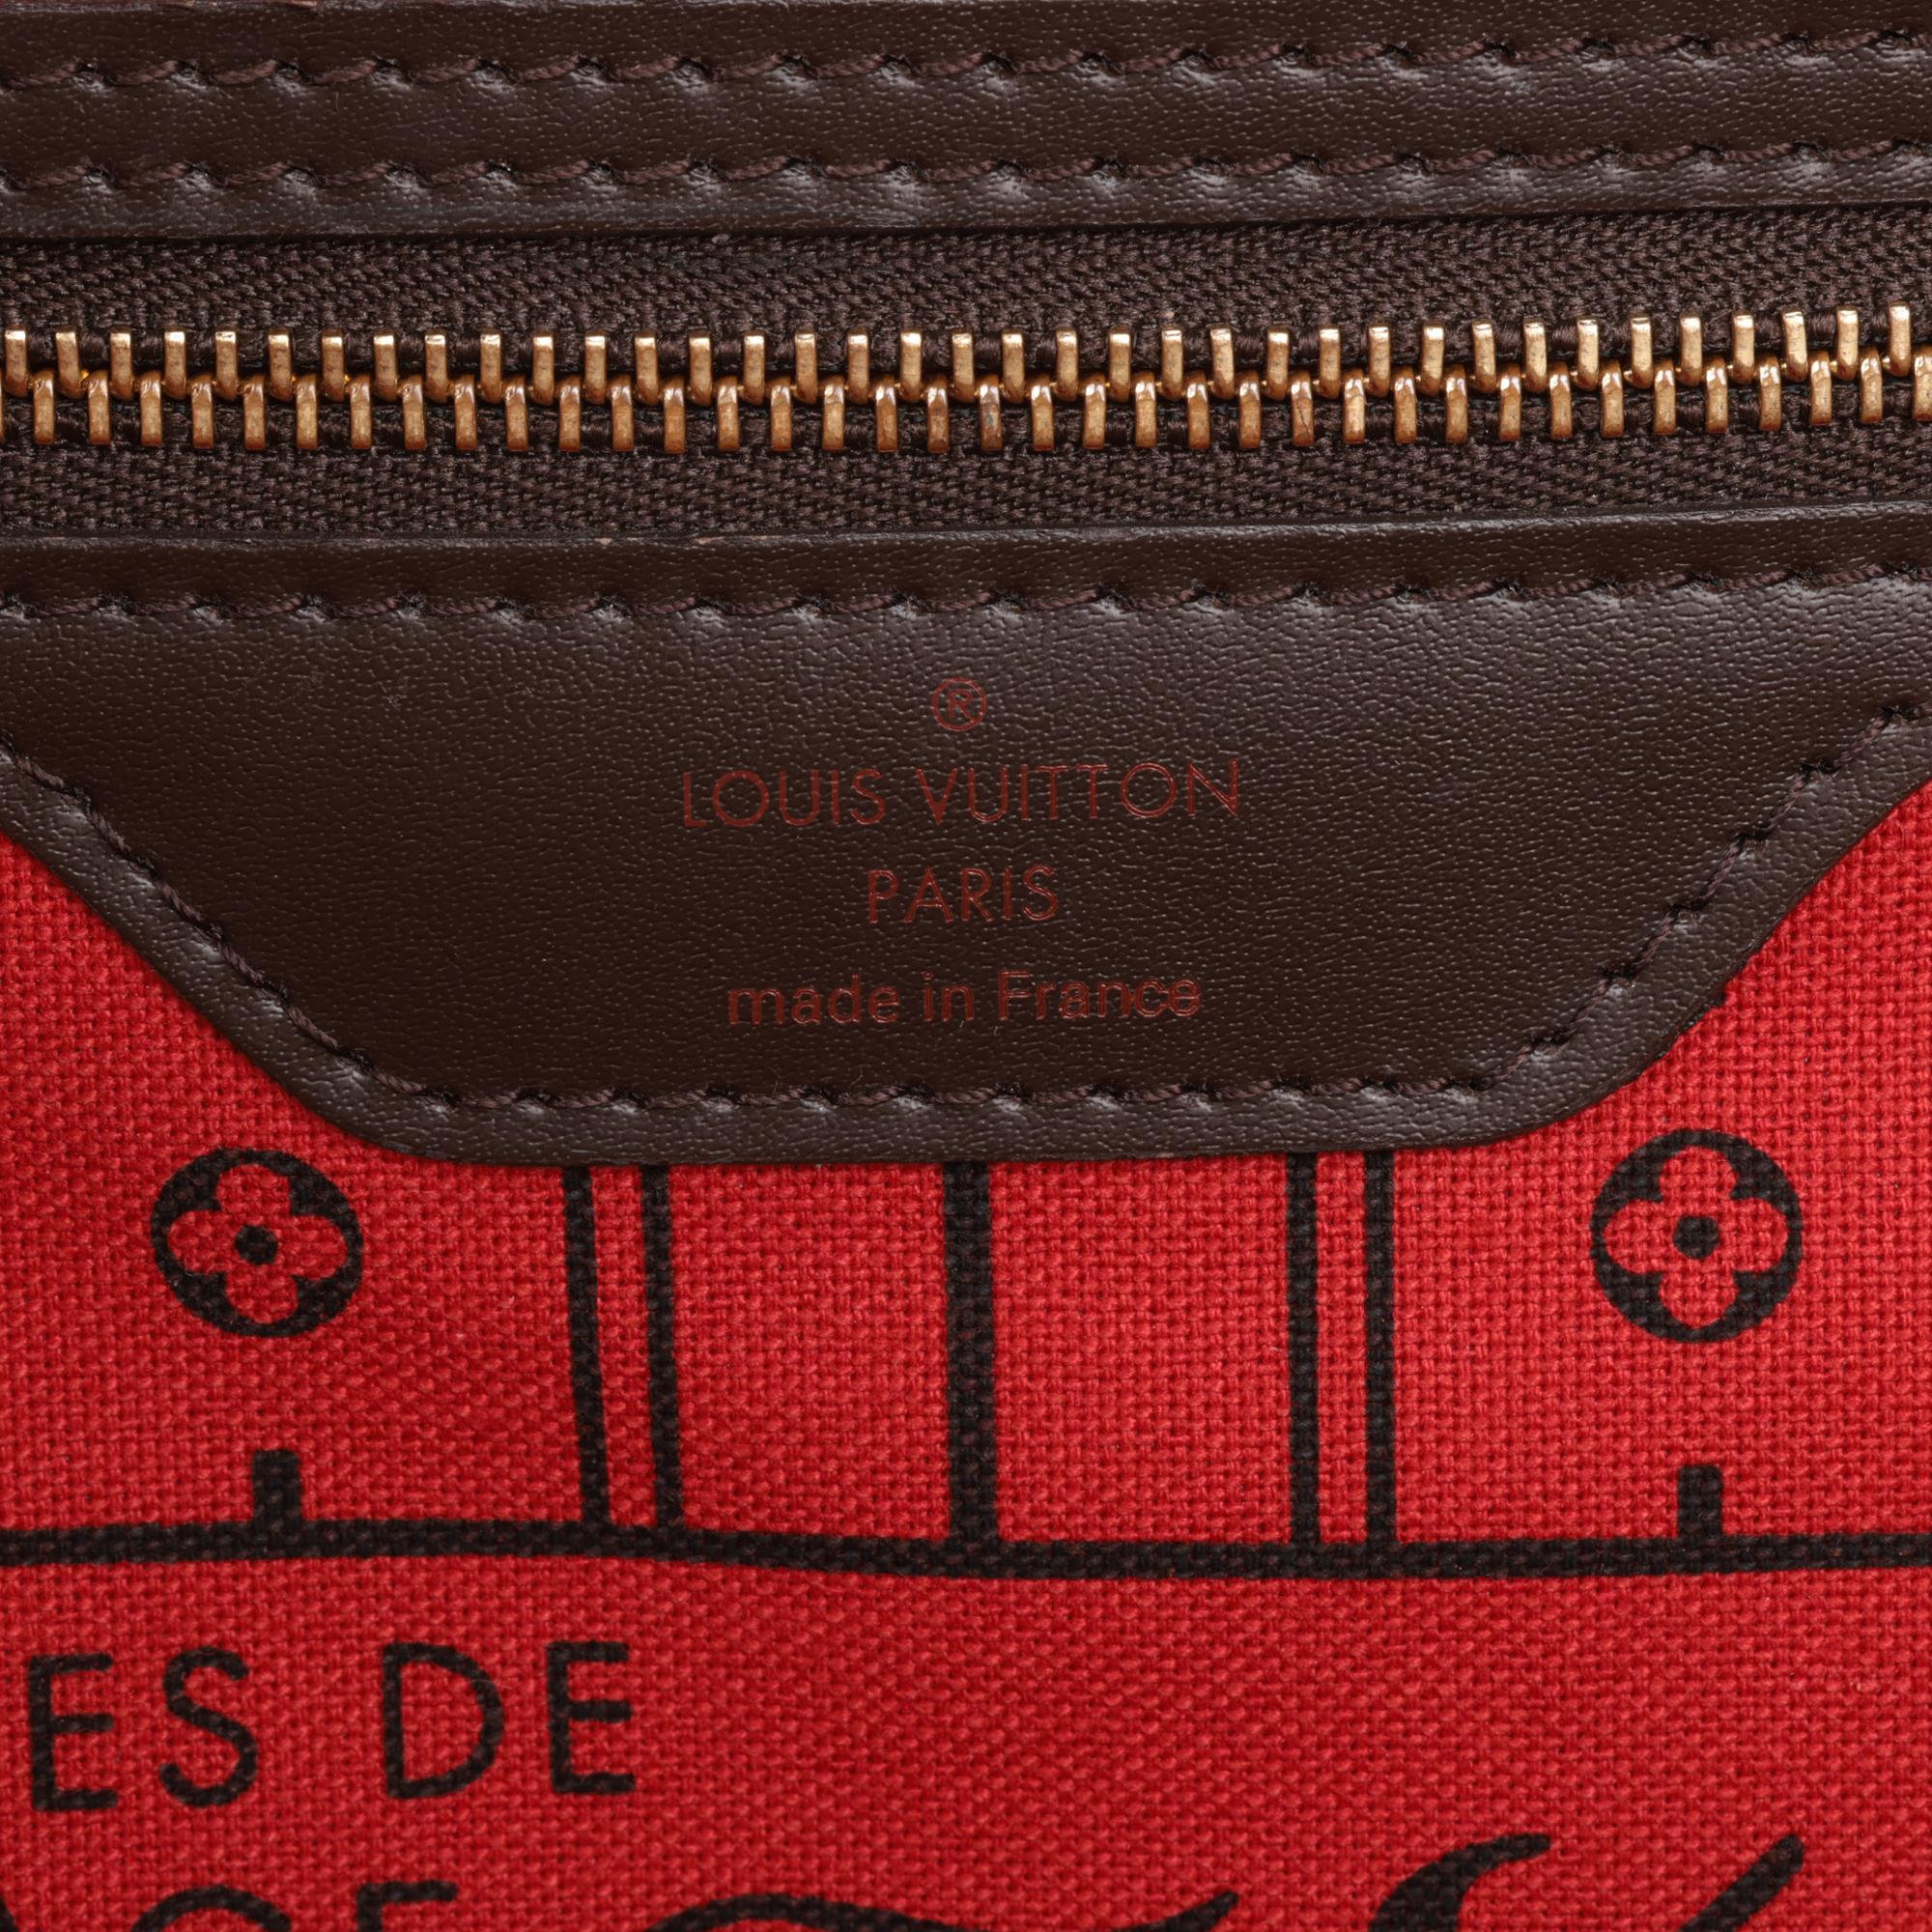 ®
LOUIS VUITTON
PARIS
made in France
ES DE